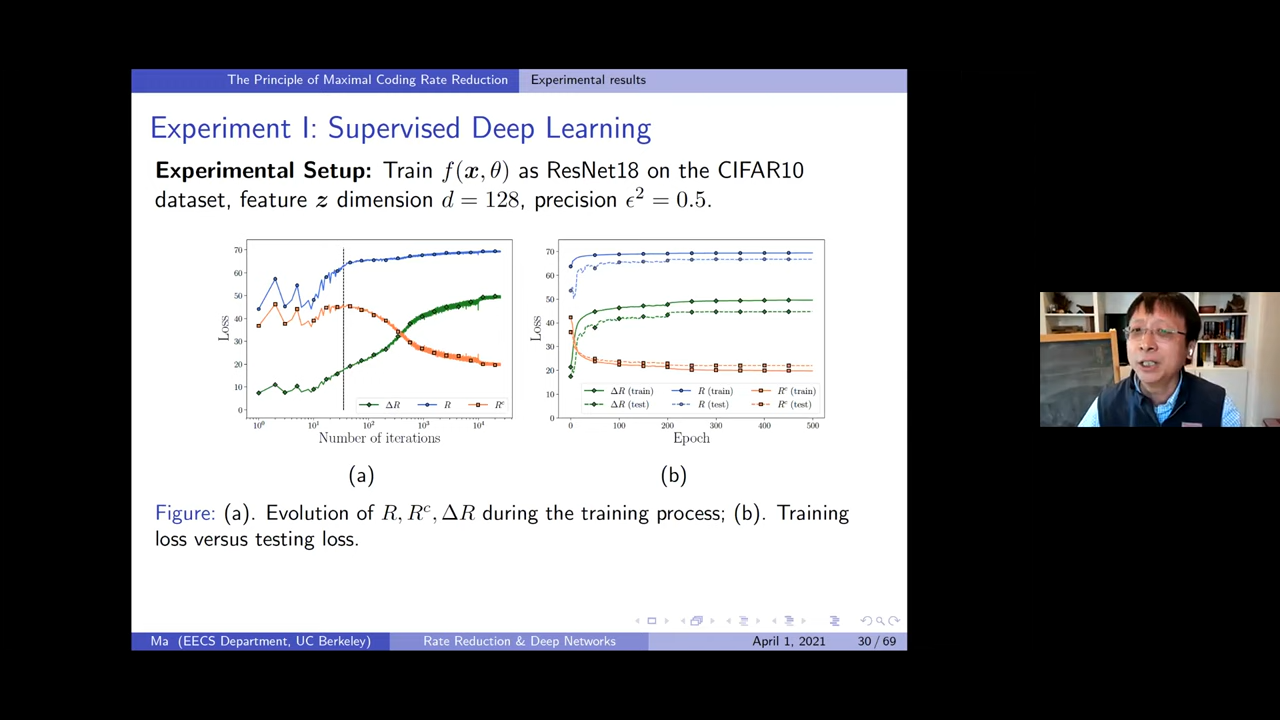 The Principle of Maximal Coding Rate Reduction Experimental results
Experiment I: Supervised Deep Learning
Experimental Setup: Train f(x, θ) as ResNet18 on the CIFAR10
dataset, feature z dimension d = 128, precision ϵ² = 0.5.
70
60
50
40
30
20
10
0
Loss
10⁰ 10¹ 10² 10³ 10⁴
Number of iterations
ΔR R Rᶜ
(a)
70
60
50
40
30
20
10
0
Loss
0 100 200 300 400 500
Epoch
ΔR (train) R (train) Rᶜ (train)
ΔR (test) R (test) Rᶜ (test)
(b)
Figure: (a). Evolution of R, Rᶜ, ΔR during the training process; (b). Training
loss versus testing loss.
Ma (EECS Department, UC Berkeley) Rate Reduction & Deep Networks April 1, 2021 30 / 69